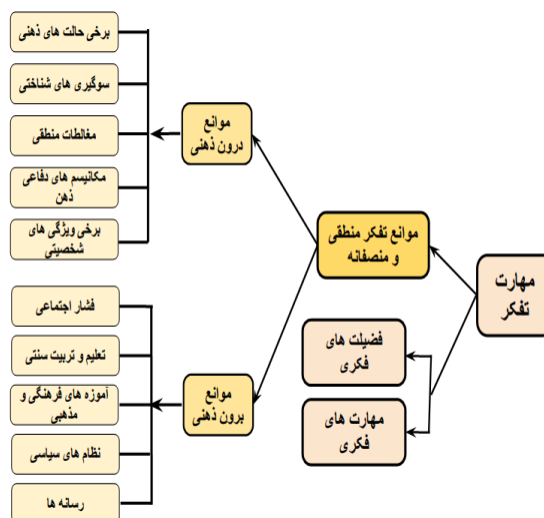 مهارت
تفکر
موانع تفکر منطقی
و منصفانه
فضیلت های
فکری
مهارت های
فکری
موانع
درون ذهنی
برخی حالت های ذهنی
سوگیری های شناختی
مغالطات منطقی
مکانیسم های دفاعی
ذهن
برخی ویژگی های
شخصیتی
موانع
برون ذهنی
فشار اجتماعی
تعلیم و تربیت سنتی
آموزه های فرهنگی و
مذهبی
نظام های سیاسی
رسانه ها